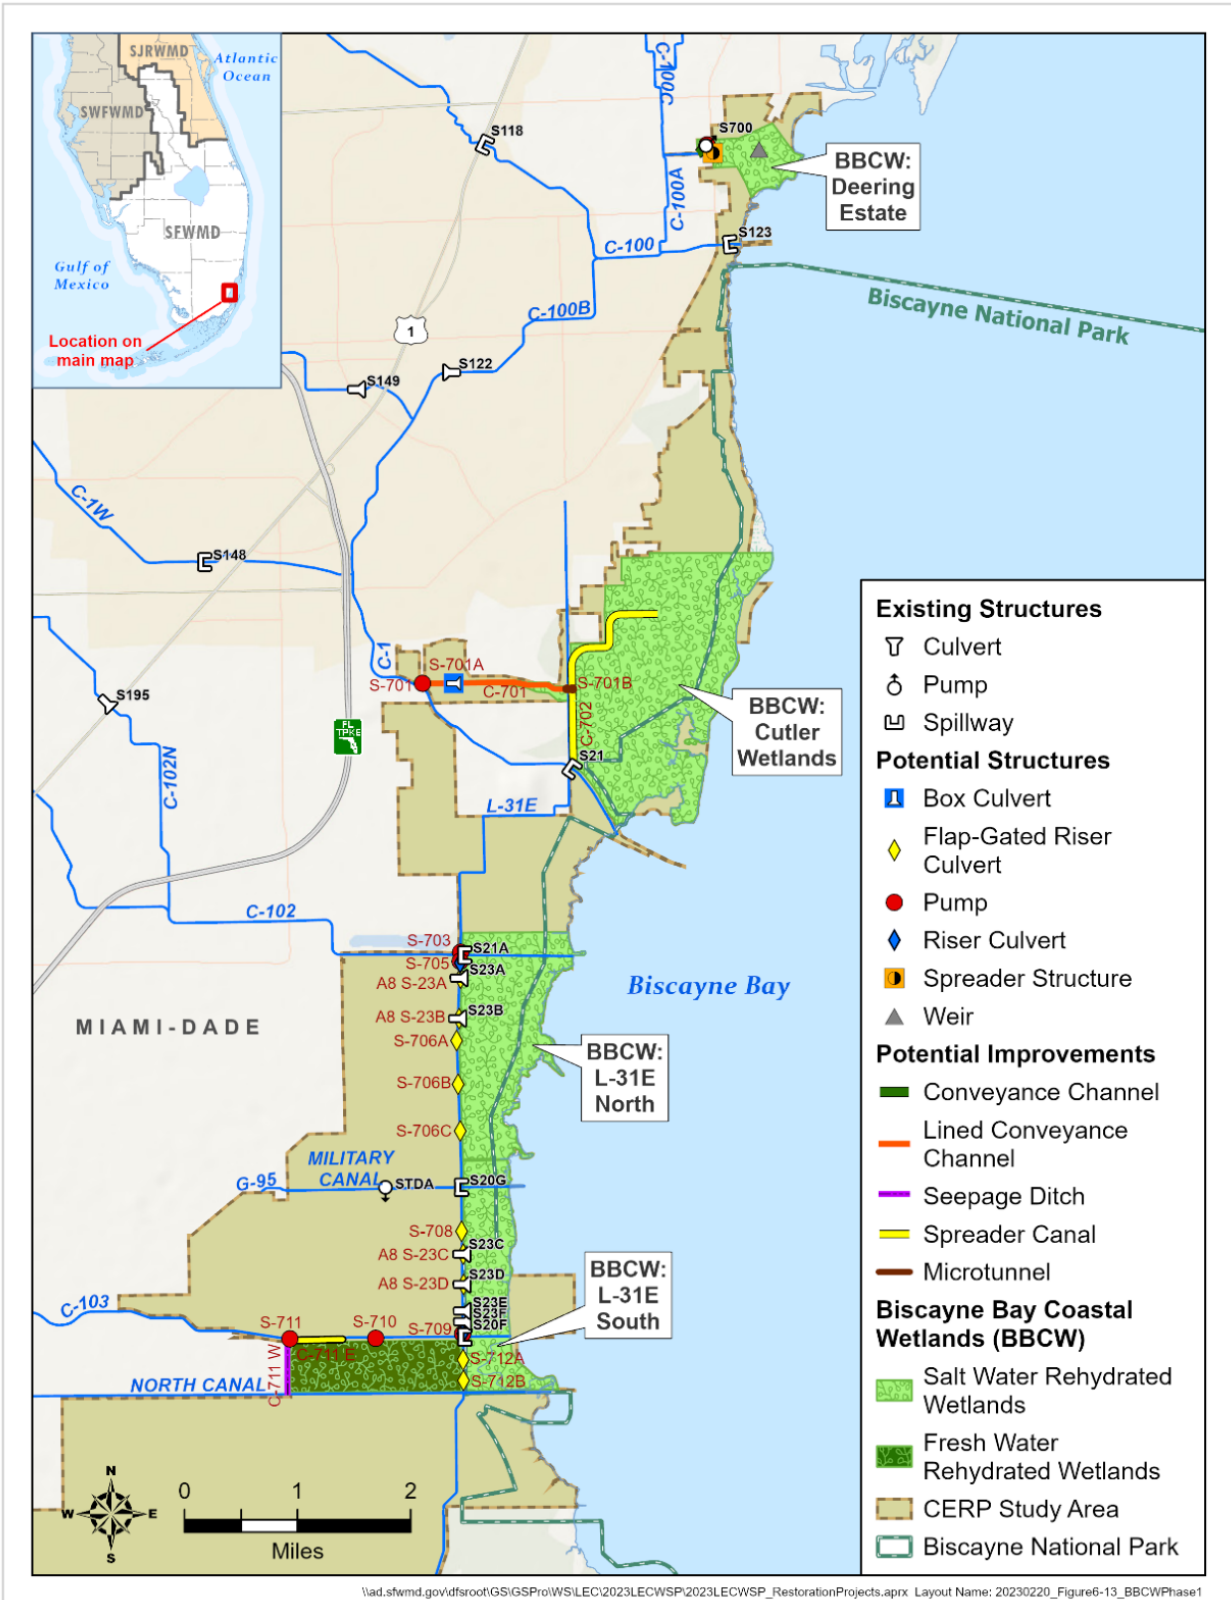 SJRWMD
Atlantic
Ocean
SWFWMD
SFWMD
Gulf of
Mexico
Location on
main map
S118
C-100C
S700
BBCW:
Deering
Estate
C-100A
S123
C-100
Biscayne National Park
C-100B
1
S122
S149
C-1W
S148
C-1
S-701A
S-701
C-701
S-701B
S195
C-702
BBCW:
Cutler
Wetlands
FL
TPKE
S21
C-102N
L-31E
C-102
S-703
S21A
S-705
S23A
A8 S-23A
Biscayne Bay
A8 S-23B
S23B
MIAMI-DADE
S-706A
BBCW:
L-31E
North
S-706B
S-706C
MILITARY
CANAL
G-95
STDA
S20G
S-708
S23C
A8 S-23C
S23D
A8 S-23D
BBCW:
L-31E
South
S23E
S23F
S20F
C-103
S-711
S-710
S-709
C-711 W
C-711 E
S-712A
S-712B
NORTH CANAL
N
W
E
S
0 1 2
Miles
Existing Structures
Culvert
Pump
Spillway
Potential Structures
Box Culvert
Flap-Gated Riser
Culvert
Pump
Riser Culvert
Spreader Structure
Weir
Potential Improvements
Conveyance Channel
Lined Conveyance
Channel
Seepage Ditch
Spreader Canal
Microtunnel
Biscayne Bay Coastal
Wetlands (BBCW)
Salt Water Rehydrated
Wetlands
Fresh Water
Rehydrated Wetlands
CERP Study Area
Biscayne National Park
\\ad.sfwmd.gov\dfsroot\GS\GSPro\WS\LEC\2023LECWSP\2023LECWSP_RestorationProjects.aprx Layout Name: 20230220_Figure6-13_BBCWPhase1